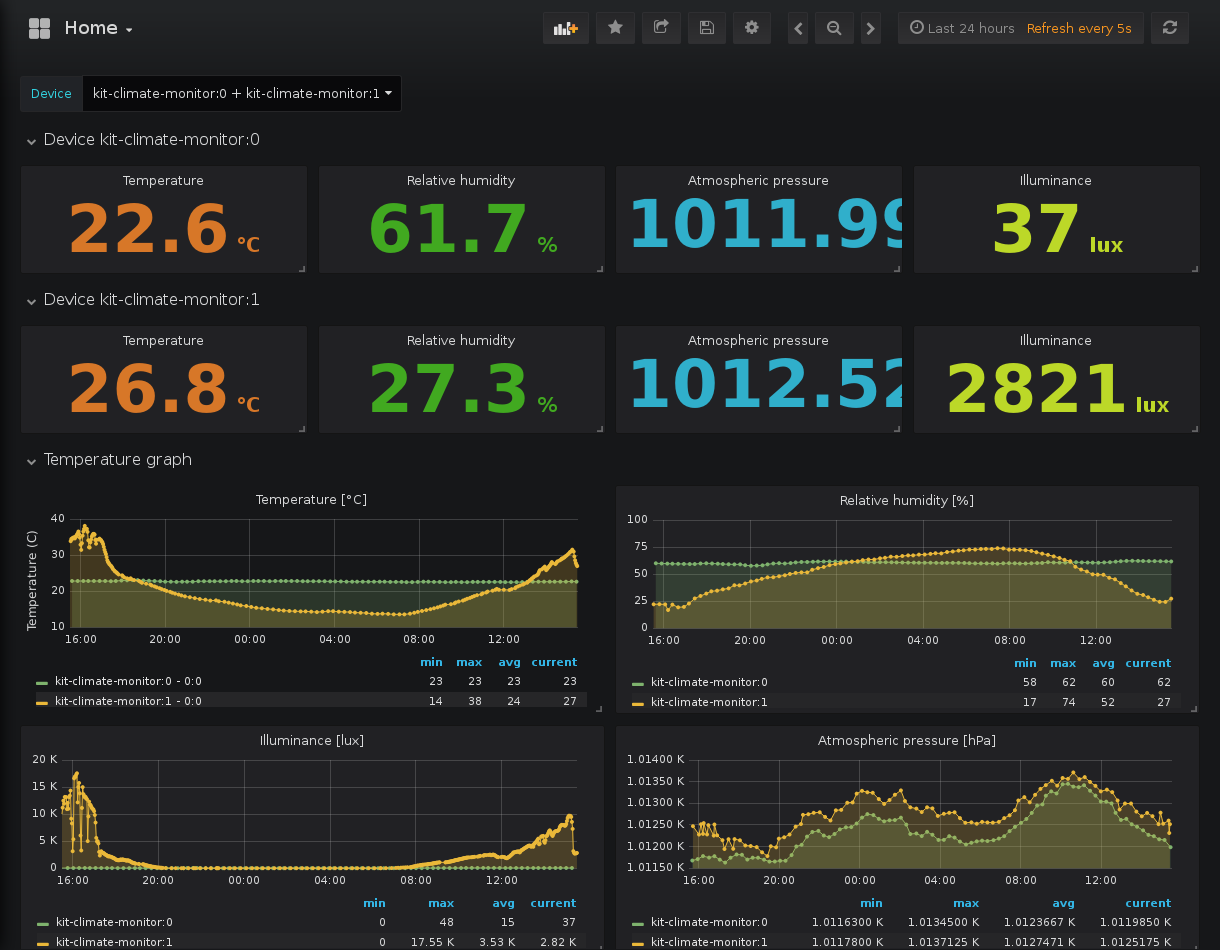 Home
Last 24 hours Refresh every 5s
Device kit-climate-monitor:0 + kit-climate-monitor:1
Device kit-climate-monitor:0
Temperature Relative humidity Atmospheric pressure Illuminance
22.6 °C 61.7 % 1011.99 37 lux
Device kit-climate-monitor:1
Temperature Relative humidity Atmospheric pressure Illuminance
26.8 °C 27.3 % 1012.52 2821 lux
Temperature graph
Temperature [°C]
Temperature (C)
40
30
20
10
16:00 20:00 00:00 04:00 08:00 12:00
min max avg current
kit-climate-monitor:0 - 0:0 23 23 23 23
kit-climate-monitor:1 - 0:0 14 38 24 27
Relative humidity [%]
100
75
50
25
0
16:00 20:00 00:00 04:00 08:00 12:00
min max avg current
kit-climate-monitor:0 58 62 60 62
kit-climate-monitor:1 17 74 52 27
Illuminance [lux]
20 K
15 K
10 K
5 K
0
16:00 20:00 00:00 04:00 08:00 12:00
min max avg current
kit-climate-monitor:0 0 48 15 37
kit-climate-monitor:1 0 17.55 K 3.53 K 2.82 K
Atmospheric pressure [hPa]
1.01400 K
1.01350 K
1.01300 K
1.01250 K
1.01200 K
1.01150 K
16:00 20:00 00:00 04:00 08:00 12:00
min max avg current
kit-climate-monitor:0 1.0116300 K 1.0134500 K 1.0123667 K 1.0119850 K
kit-climate-monitor:1 1.0117800 K 1.0137125 K 1.0127471 K 1.0125175 K